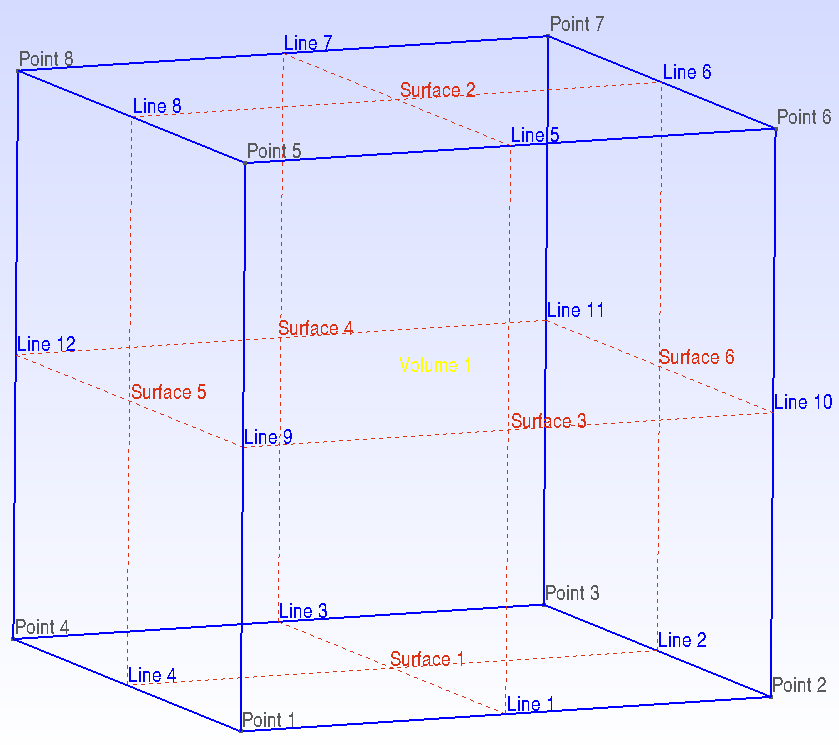 Point 7
Line 7
Point 8
Line 6
Surface 2
Line 8
Point 6
Line 5
Point 5
Line 11
Surface 4
Line 12
Surface 6
Volume 1
Surface 5
Line 10
Surface 3
Line 9
Point 3
Line 3
Point 4
Line 2
Surface 1
Line 4
Point 2
Line 1
Point 1